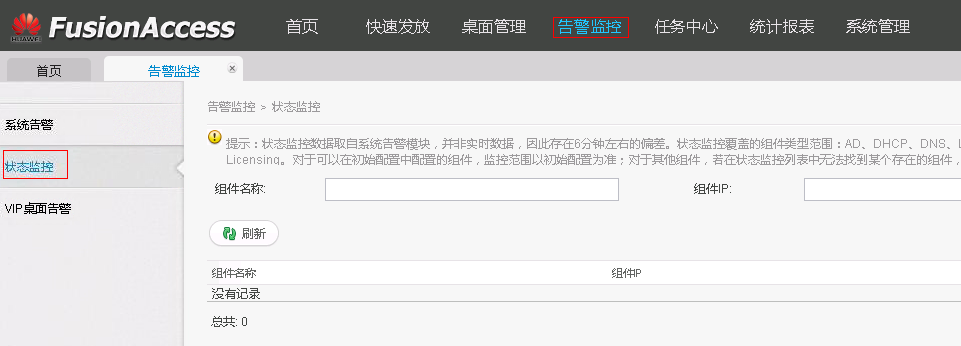 HUAWEI FusionAccess 首页 快速发放 桌面管理 告警监控 任务中心 统计报表 系统管理
首页 告警监控
系统告警
状态监控
VIP桌面告警
告警监控 > 状态监控
提示：状态监控数据取自系统告警模块，并非实时数据，因此存在6分钟左右的偏差。状态监控覆盖的组件类型范围：AD、DHCP、DNS、L
Licensing。对于可以在初始配置中配置的组件，监控范围以初始配置为准；对于其他组件，若在状态监控列表中无法找到某个存在的组件，
组件名称: 组件IP:
刷新
组件名称 组件IP
没有记录
总共: 0